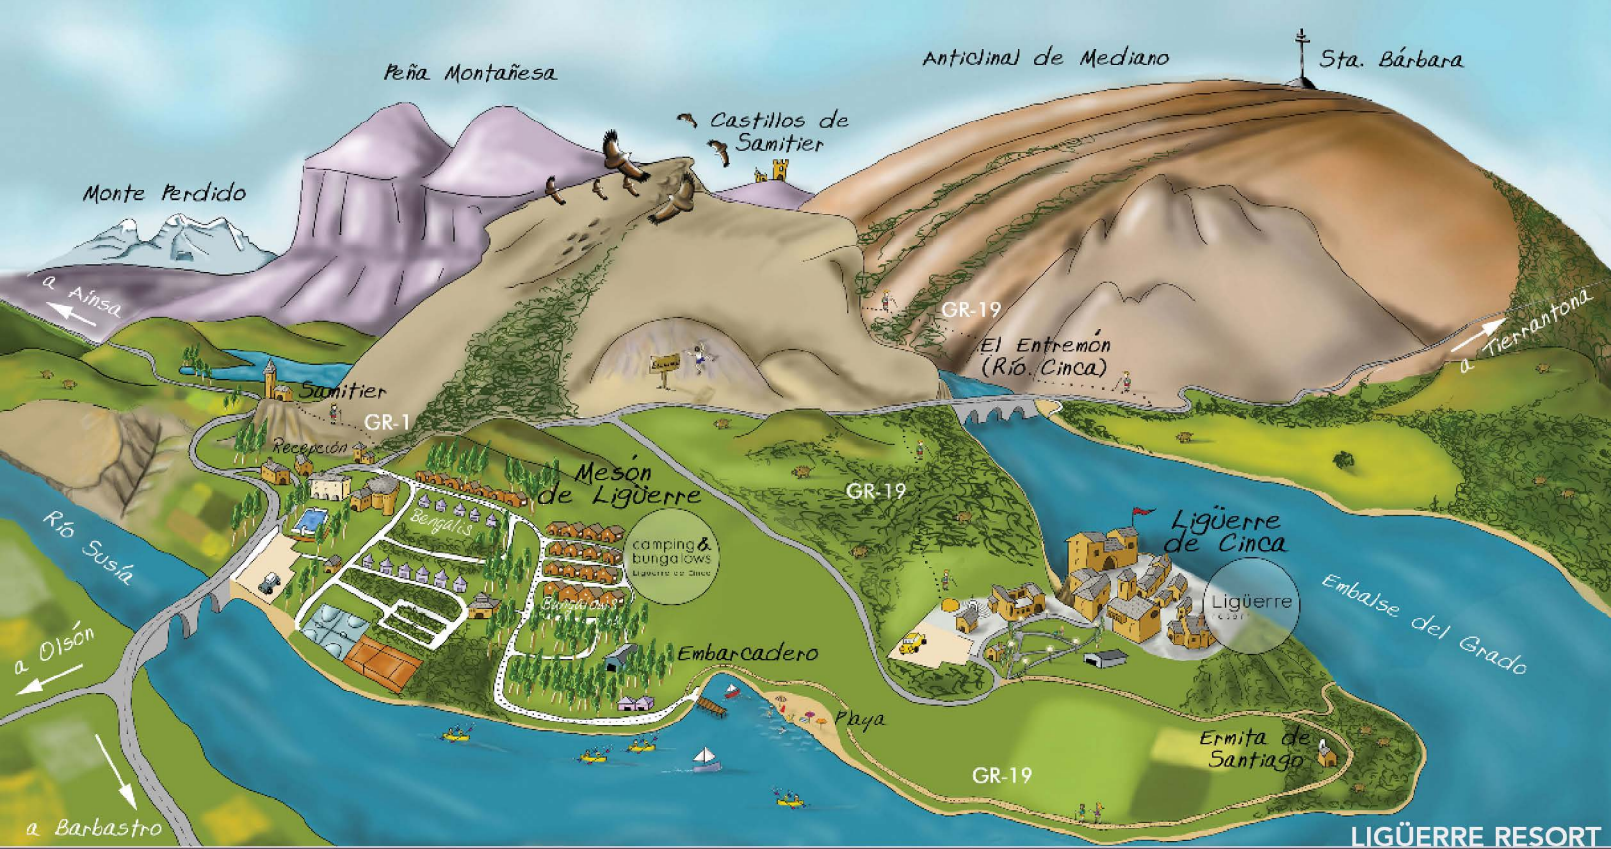 Anticlinal de Mediano
Sta. Bárbara
Peña Montañesa
Castillos de
Samitier
Monte Perdido
a Aínsa
GR-19
a Tierrantona
El Entremón
(Río. Cinca)
Samitier
GR-1
Recepción
Mesón
de Ligüerre
GR-19
Bengalis
Ligüerre
de Cinca
Río Susía
camping &
bungalows
Ligüerre de Cinca
Bungalows
Ligüerre
resort
Embalse del Grado
a Olsón
Embarcadero
Playa
Ermita de
Santiago
GR-19
a Barbastro
LIGÜERRE RESORT